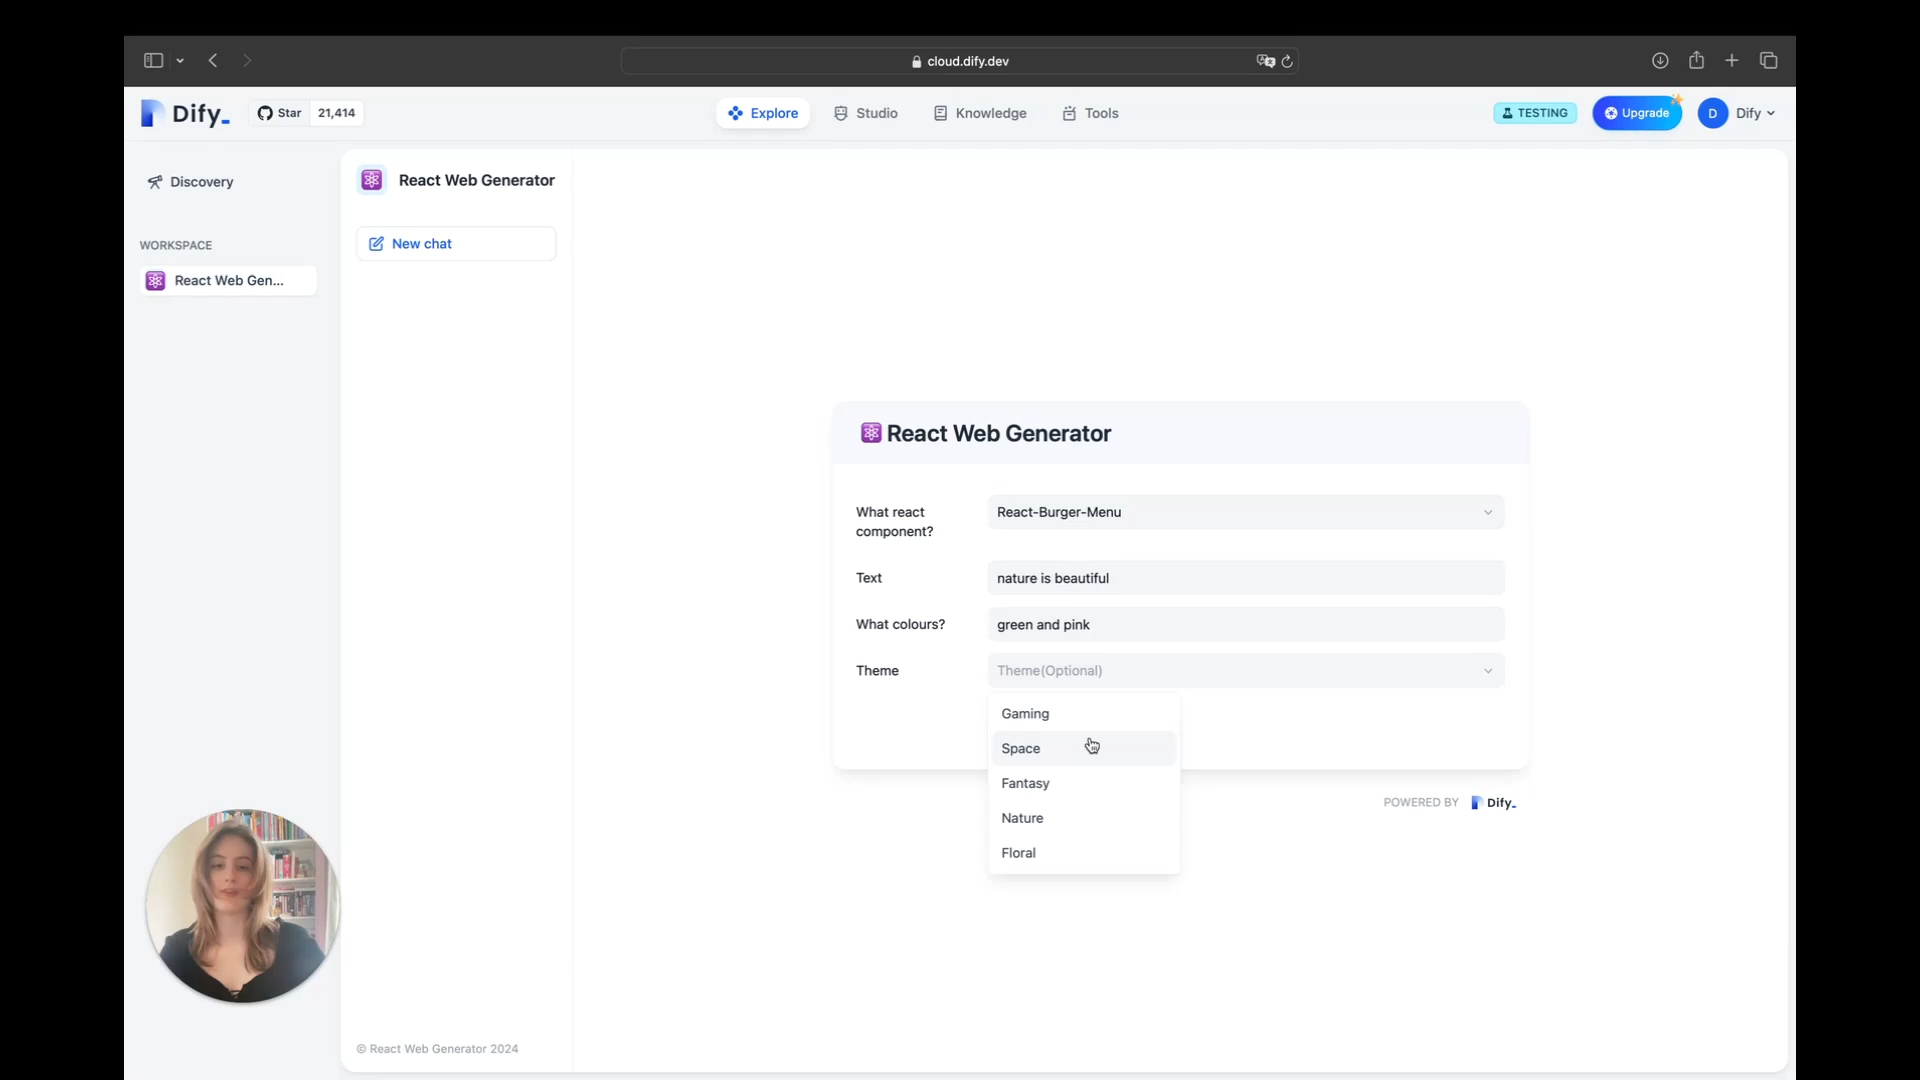 cloud.dify.dev
Dify_
Star 21,414
Explore
Studio
Knowledge
Tools
TESTING
Upgrade
D
Dify
Discovery
WORKSPACE
React Web Gen...
React Web Generator
New chat
React Web Generator
What react
component?
React-Burger-Menu
Text
nature is beautiful
What colours?
green and pink
Theme
Theme(Optional)
Gaming
Space
Fantasy
Nature
Floral
POWERED BY Dify_
© React Web Generator 2024